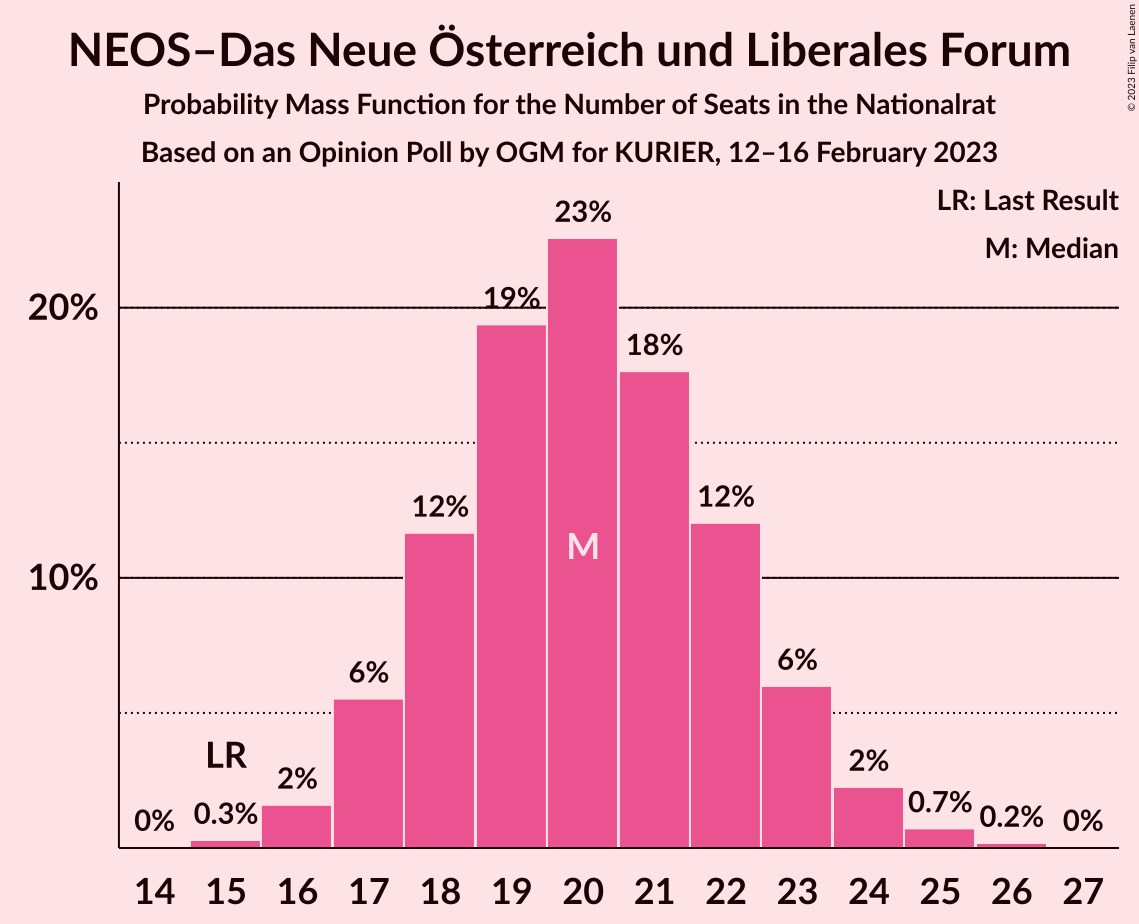 NEOS–Das Neue Österreich und Liberales Forum
Probability Mass Function for the Number of Seats in the Nationalrat
Based on an Opinion Poll by OGM for KURIER, 12–16 February 2023
© 2023 Filip van Laenen
LR: Last Result
M: Median
20%
10%
0%
LR
0.3%
2%
6%
12%
19%
23%
M
18%
12%
6%
2%
0.7%
0.2%
0%
14 15 16 17 18 19 20 21 22 23 24 25 26 27